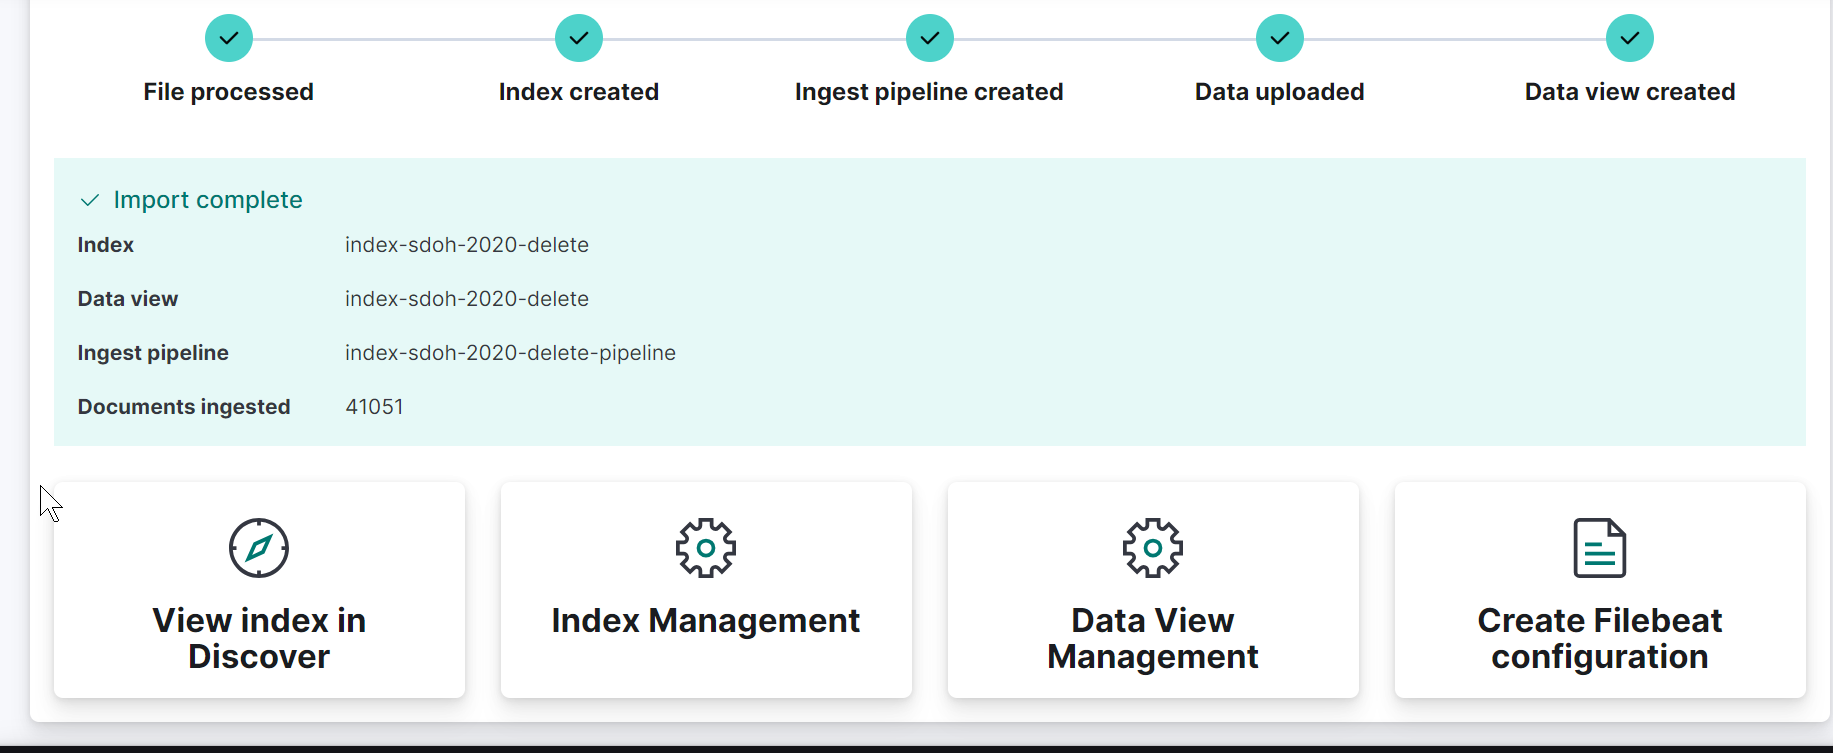 File processed
Index created
Ingest pipeline created
Data uploaded
Data view created
Import complete
Index index-sdoh-2020-delete
Data view index-sdoh-2020-delete
Ingest pipeline index-sdoh-2020-delete-pipeline
Documents ingested 41051
View index in
Discover
Index Management
Data View
Management
Create Filebeat
configuration